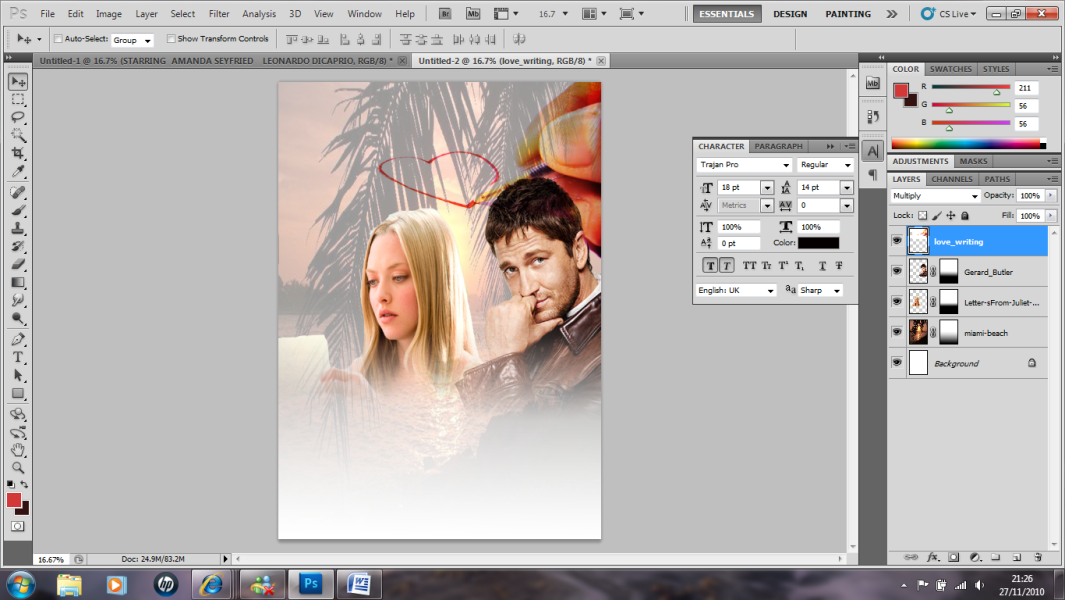 Ps File Edit Image Layer Select Filter Analysis 3D View Window Help Br Mb 16.7 ESSENTIALS DESIGN PAINTING CS Live
Auto-Select: Group Show Transform Controls
Untitled-1 @ 16.7% (STARRING AMANDA SEYFRIED LEONARDO DICAPRIO, RGB/8) * Untitled-2 @ 16.7% (love_writing, RGB/8) *
COLOR SWATCHES STYLES
R 211
G 56
B 56
Mb
CHARACTER PARAGRAPH
Trajan Pro Regular
18 pt 14 pt
Metrics 0
100% 100%
0 pt Color:
English: UK Sharp
ADJUSTMENTS MASKS
LAYERS CHANNELS PATHS
Multiply Opacity: 100%
Lock: Fill: 100%
love_writing
Gerard_Butler
Letter-sFrom-Juliet-...
miami-beach
Background
16.67% Doc: 24.9M/83.2M
Ps
21:26
27/11/2010